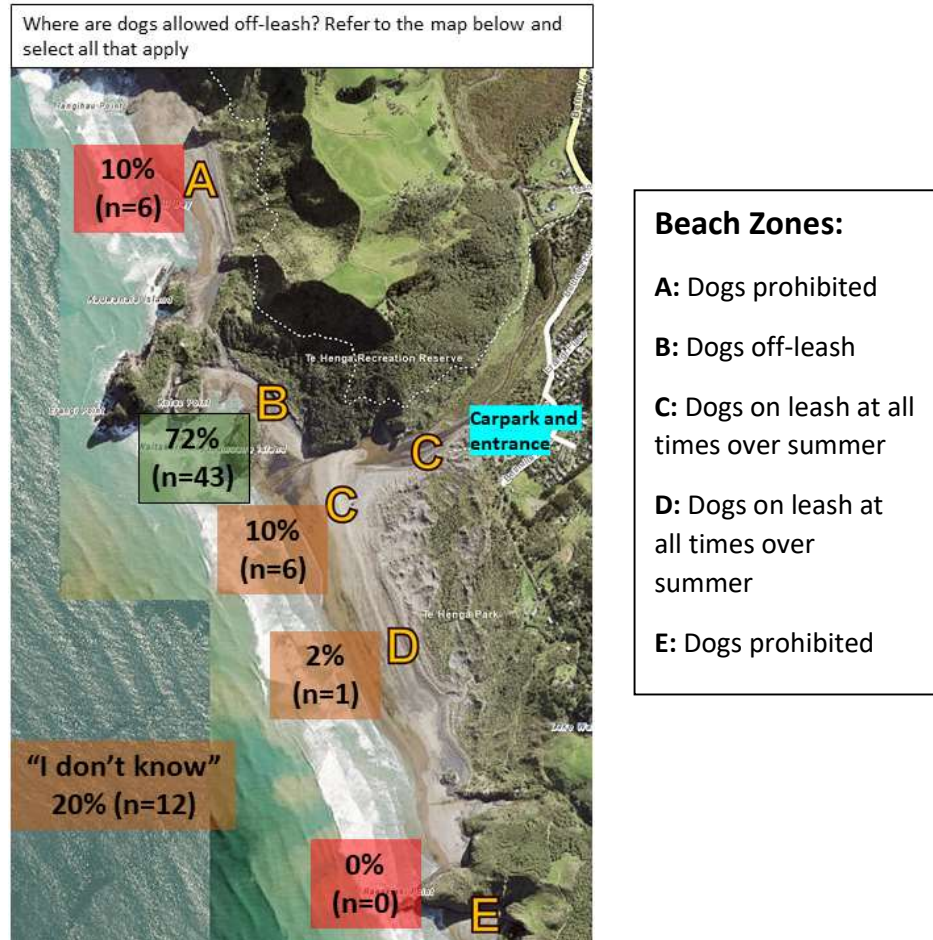 Where are dogs allowed off-leash? Refer to the map below and
select all that apply
10%
(n=6)
A
Te Henga Recreation Reserve
B
Carpark and
entrance
72%
(n=43)
C
C
10%
(n=6)
Te Henga Park
D
2%
(n=1)
“I don’t know”
20% (n=12)
0%
(n=0)
E
Beach Zones:
A: Dogs prohibited
B: Dogs off-leash
C: Dogs on leash at all
times over summer
D: Dogs on leash at
all times over
summer
E: Dogs prohibited